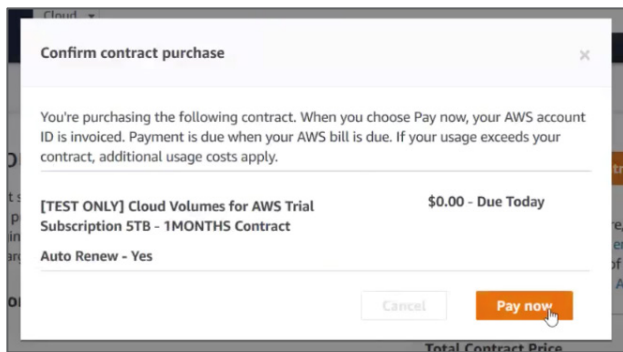 Cloud
Confirm contract purchase
×
You're purchasing the following contract. When you choose Pay now, your AWS account
ID is invoiced. Payment is due when your AWS bill is due. If your usage exceeds your
contract, additional usage costs apply.
[TEST ONLY] Cloud Volumes for AWS Trial
Subscription 5TB - 1MONTHS Contract
$0.00 - Due Today
Auto Renew - Yes
Cancel
Pay now
Total Contract Price